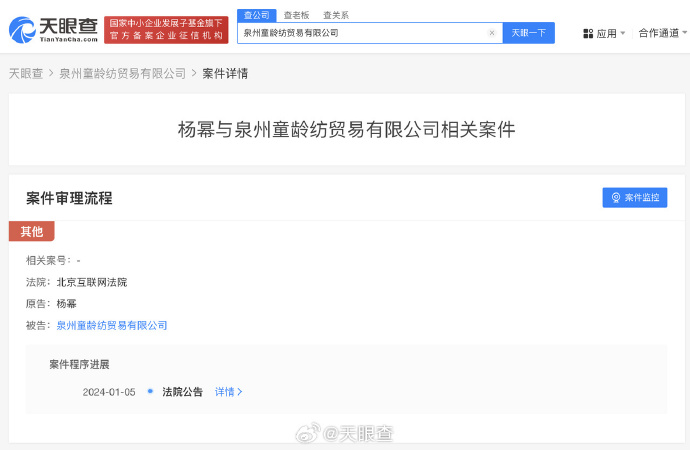 天眼查
TianYanCha.com
国家中小企业发展子基金旗下
官方备案企业征信机构
查公司 查老板 查关系
泉州童龄纺贸易有限公司 × 天眼一下
应用 合作通道
天眼查 > 泉州童龄纺贸易有限公司 > 案件详情
杨幂与泉州童龄纺贸易有限公司相关案件
案件审理流程
案件监控
其他
相关案号：-
法院：北京互联网法院
原告：杨幂
被告：泉州童龄纺贸易有限公司
案件程序进展
2024-01-05 法院公告 详情 >
@天眼查